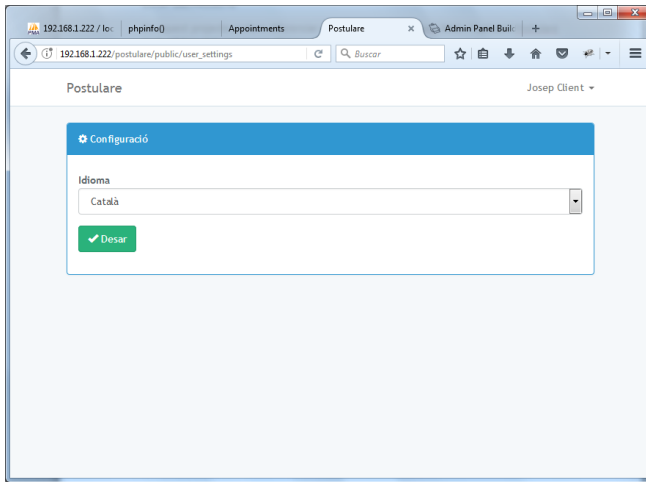 192.168.1.222 / loc phpinfo() Appointments Postulare Admin Panel Builc
192.168.1.222/postulare/public/user_settings Buscar
Postulare Josep Client
Configuració
Idioma
Català
Desar